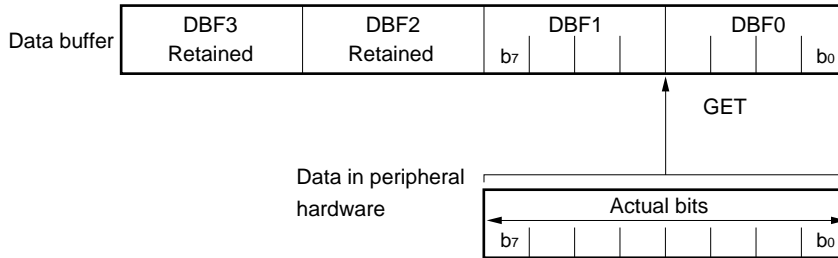 Data buffer
DBF3 DBF2 DBF1 DBF0
Retained Retained
b7 b0
GET
Data in peripheral
hardware
Actual bits
b7 b0